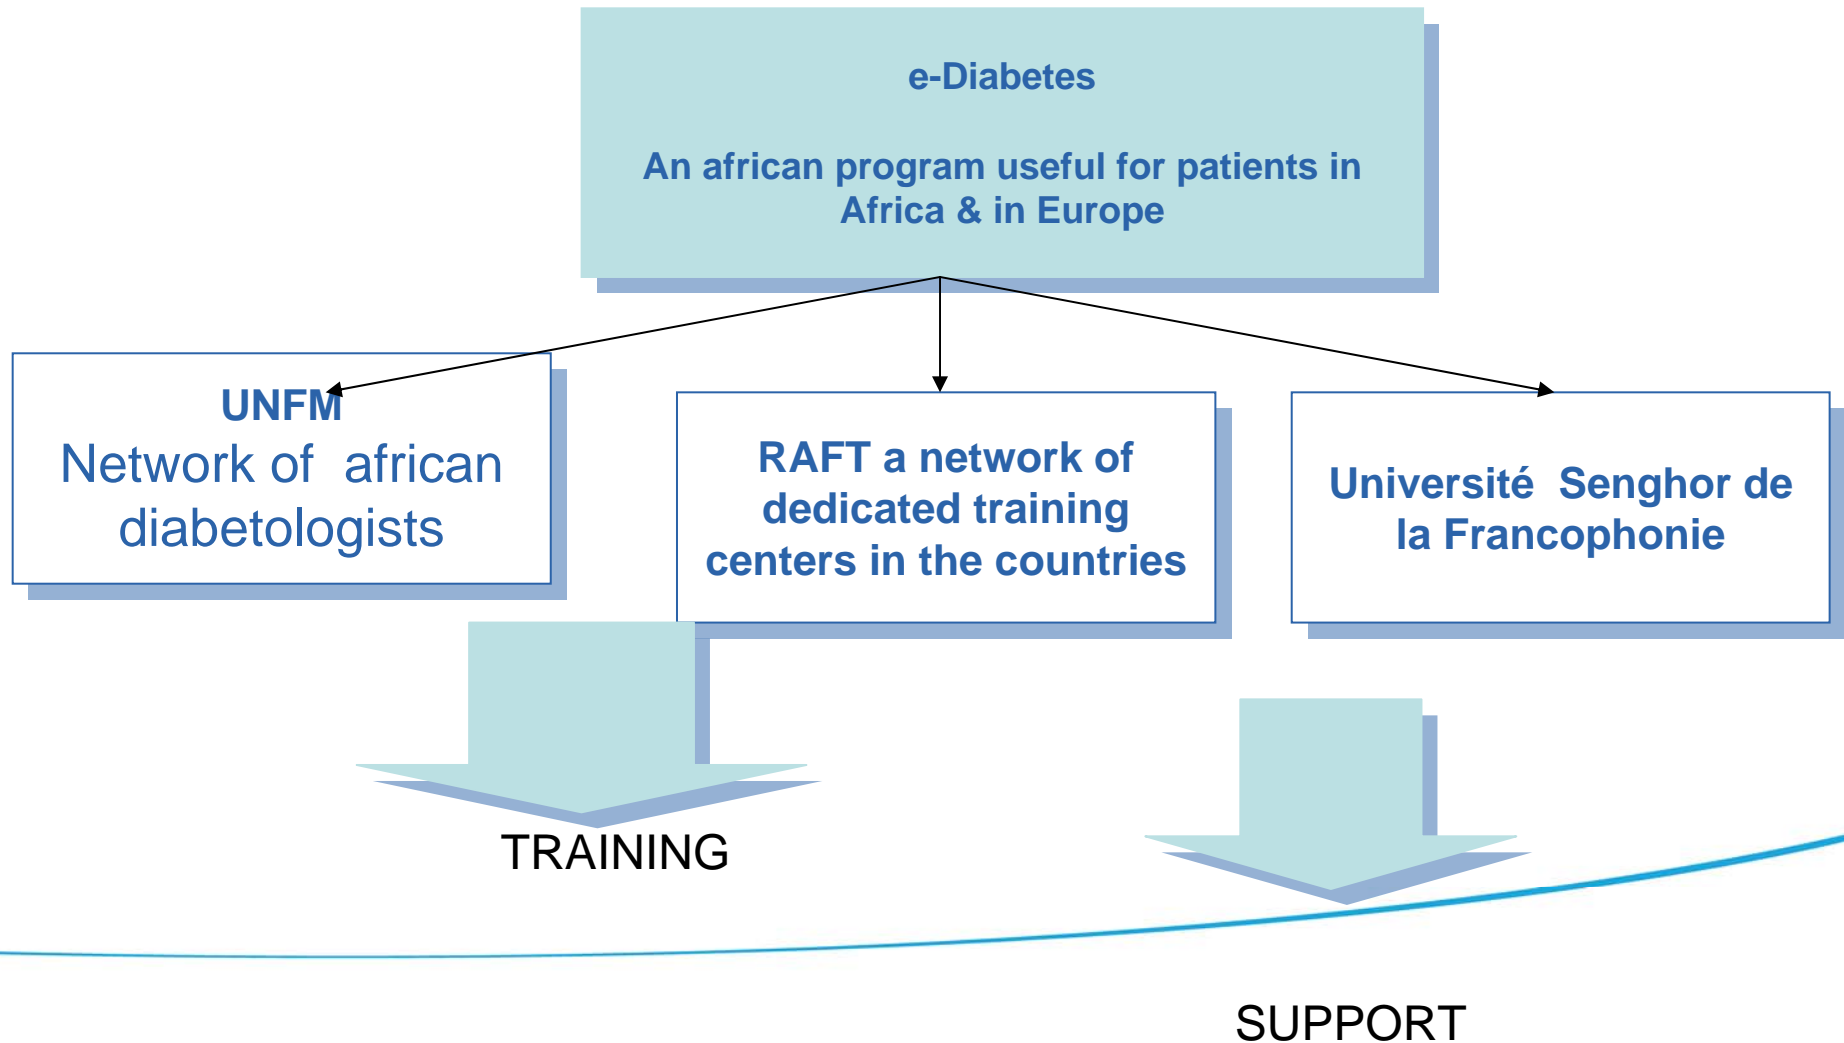 e-Diabetes
An african program useful for patients in
Africa & in Europe
UNFM
Network of  african
diabetologists
RAFT a network of
dedicated training
centers in the countries
Université  Senghor de
la Francophonie
TRAINING
SUPPORT